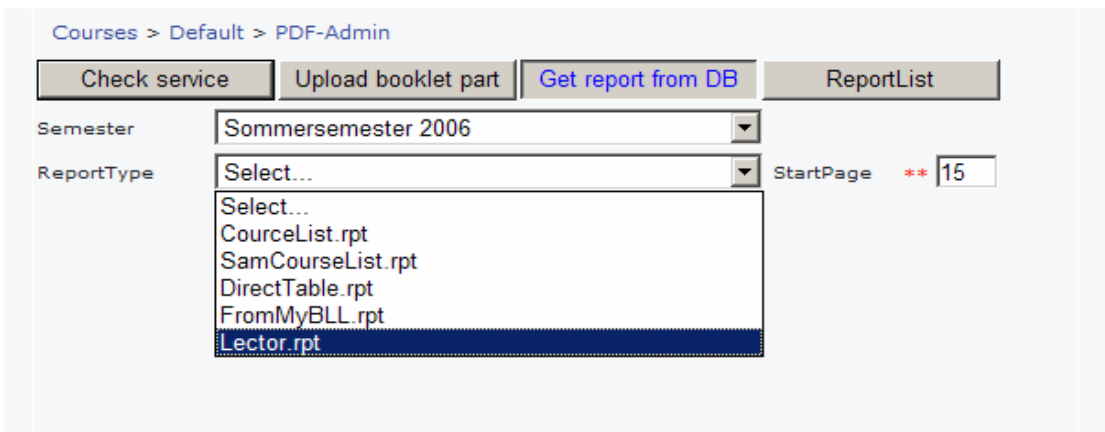 Courses > Default > PDF-Admin
Check service Upload booklet part Get report from DB ReportList
Semester Sommersemester 2006
ReportType Select... StartPage ** 15
Select...
CourceList.rpt
SamCourseList.rpt
DirectTable.rpt
FromMyBLL.rpt
Lector.rpt